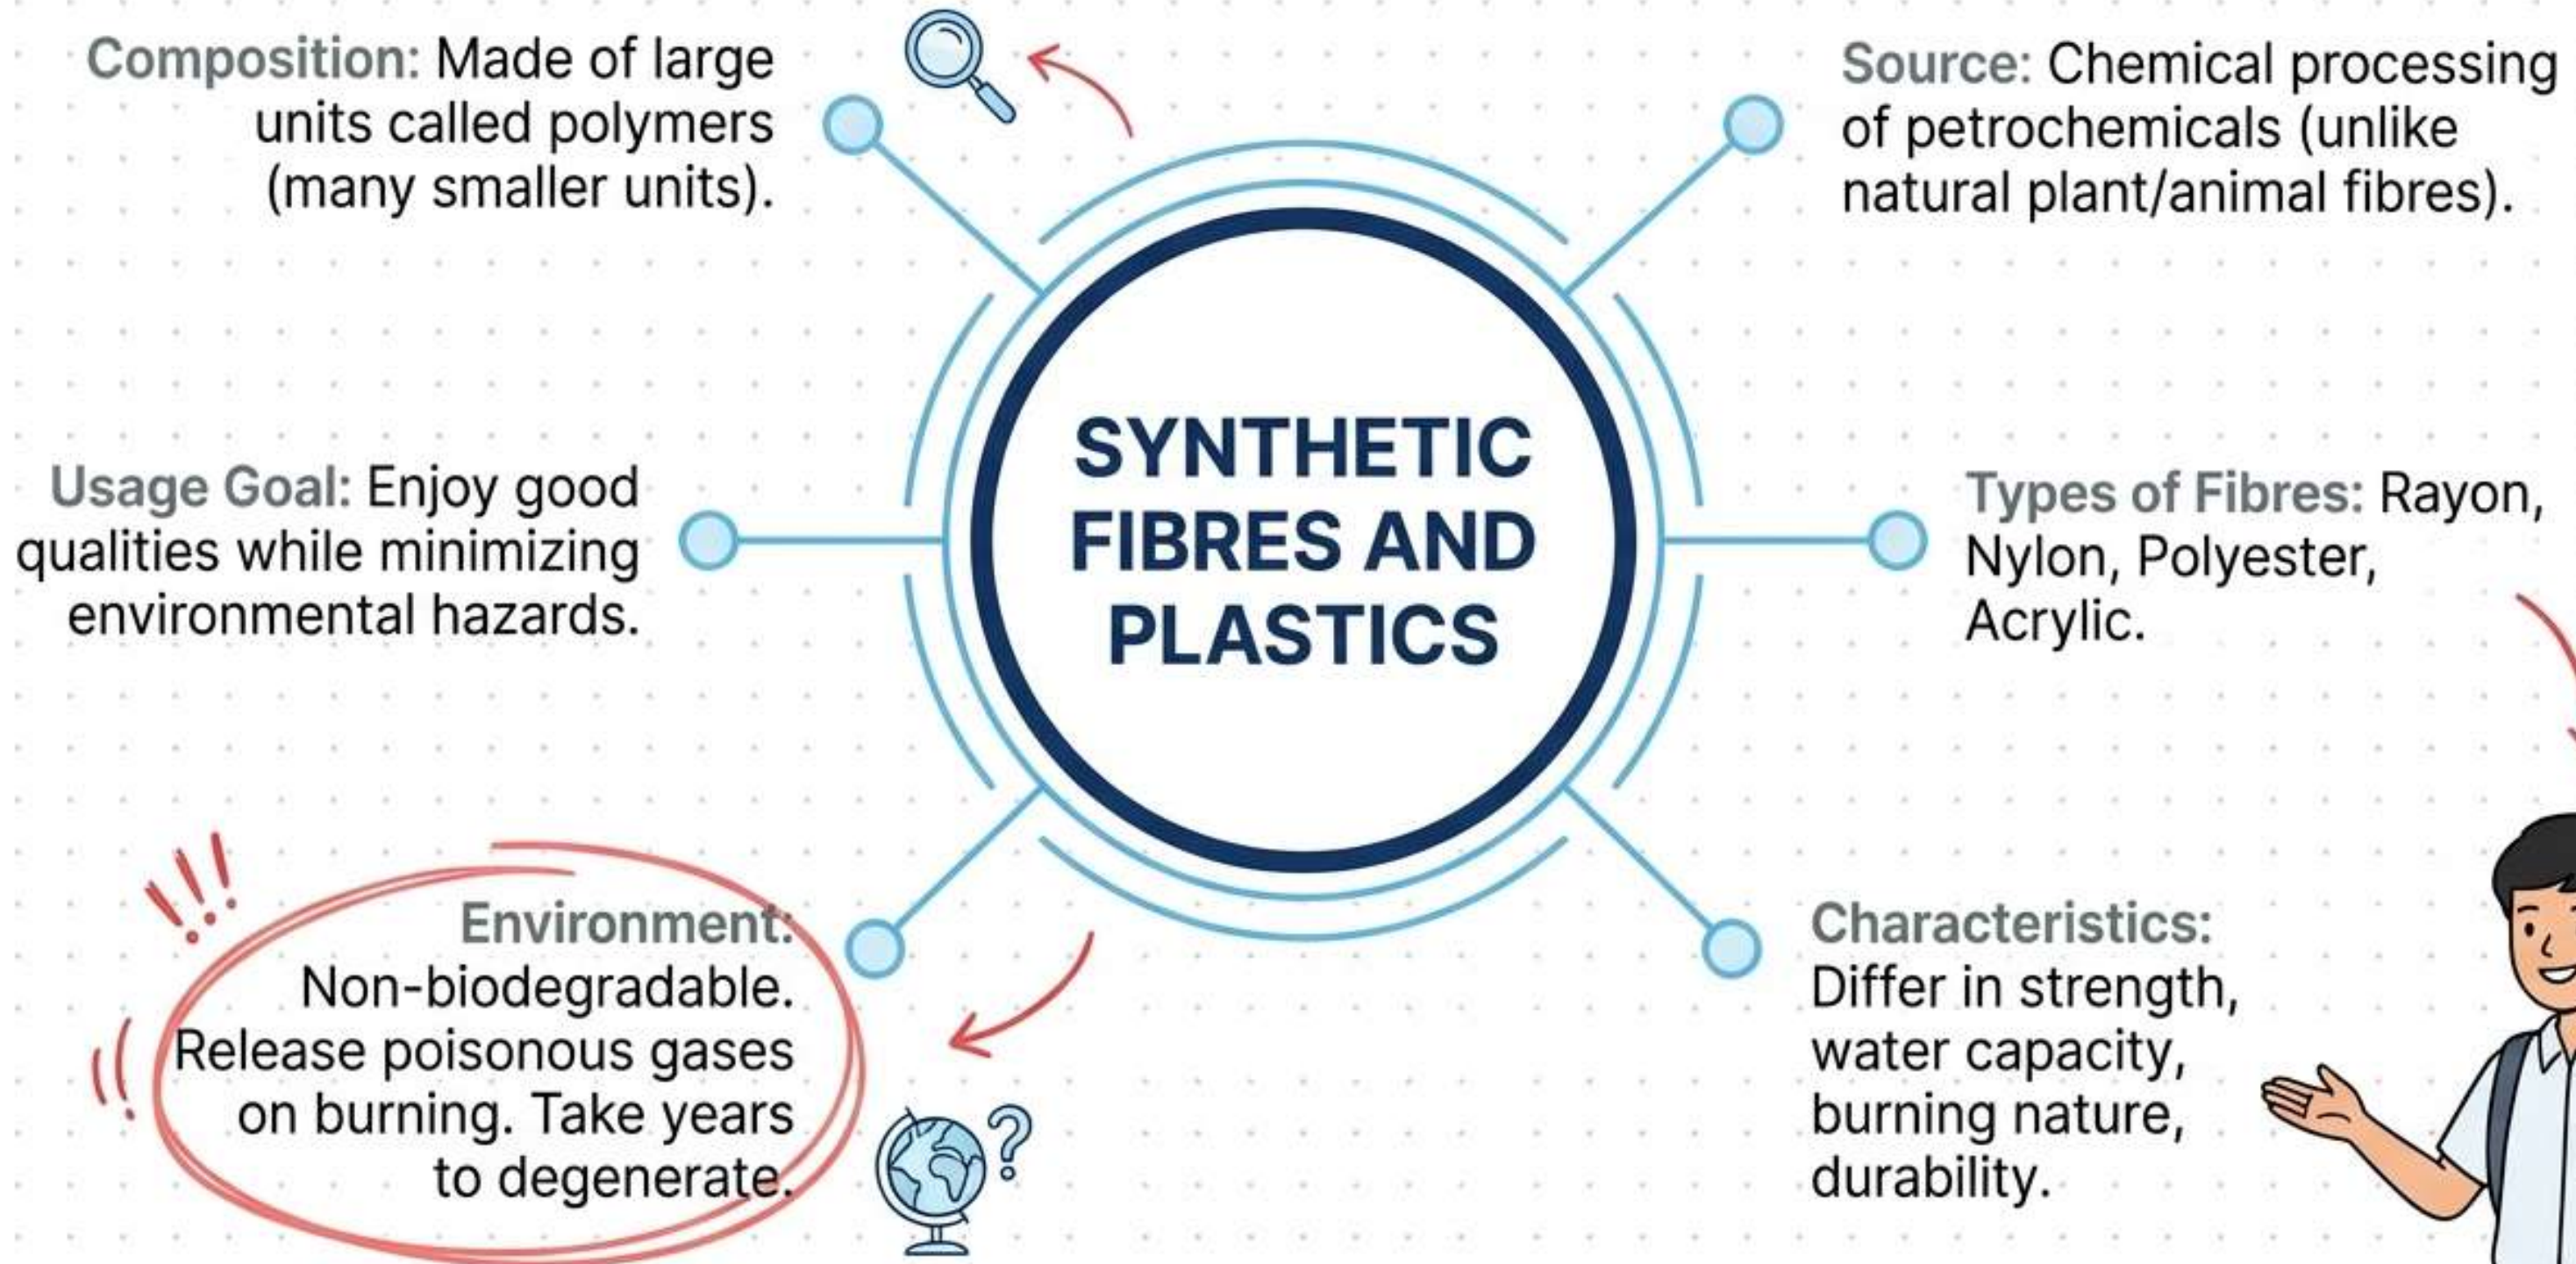 Composition: Made of large
units called polymers
(many smaller units).
Source: Chemical processing
of petrochemicals (unlike
natural plant/animal fibres).
SYNTHETIC
FIBRES AND
PLASTICS
Usage Goal: Enjoy good
qualities while minimizing
environmental hazards.
Types of Fibres: Rayon,
Nylon, Polyester,
Acrylic.
!!!
Environment:
Non-biodegradable.
Release poisonous gases
on burning. Take years
to degenerate.
?
Characteristics:
Differ in strength,
water capacity,
burning nature,
durability.